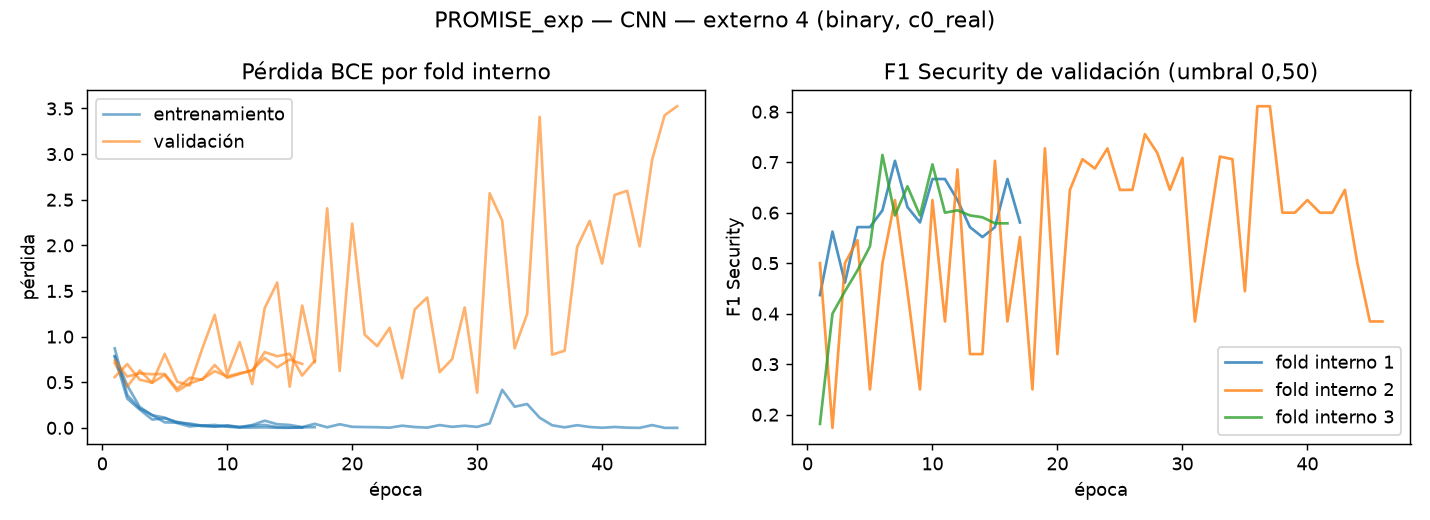 PROMISE_exp — CNN — externo 4 (binary, c0_real)
Pérdida BCE por fold interno
entrenamiento
validación
3.5
3.0
2.5
2.0
1.5
1.0
0.5
0.0
pérdida
0
10
20
30
40
época
F1 Security de validación (umbral 0,50)
0.8
0.7
0.6
0.5
0.4
0.3
0.2
F1 Security
fold interno 1
fold interno 2
fold interno 3
0
10
20
30
40
época